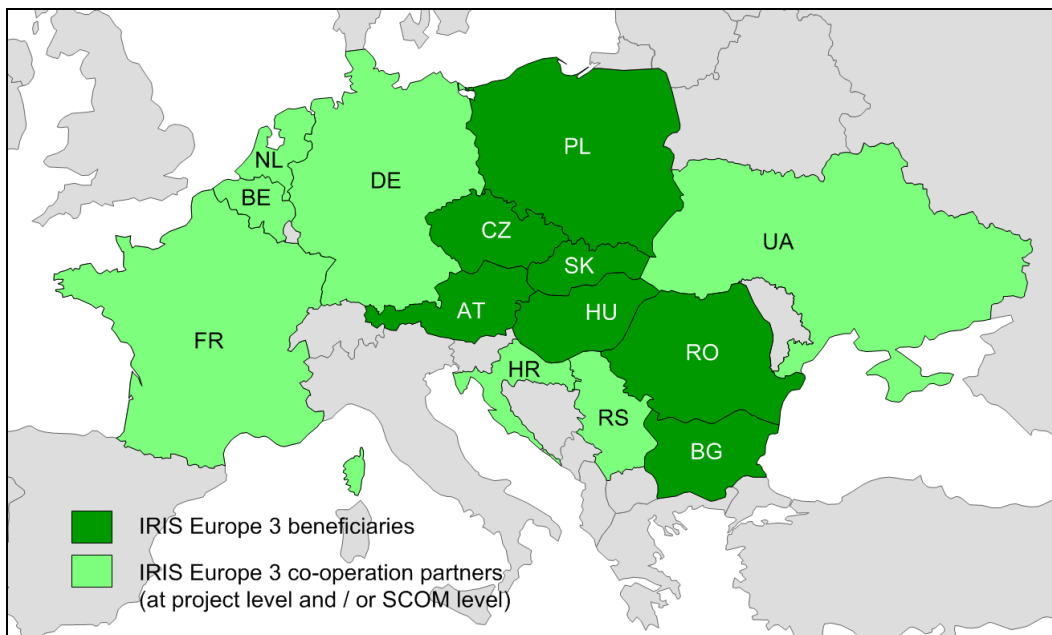 PL
NL
DE
BE
CZ
UA
SK
AT
HU
FR
RO
HR
RS
BG
IRIS Europe 3 beneficiaries
IRIS Europe 3 co-operation partners
(at project level and / or SCOM level)